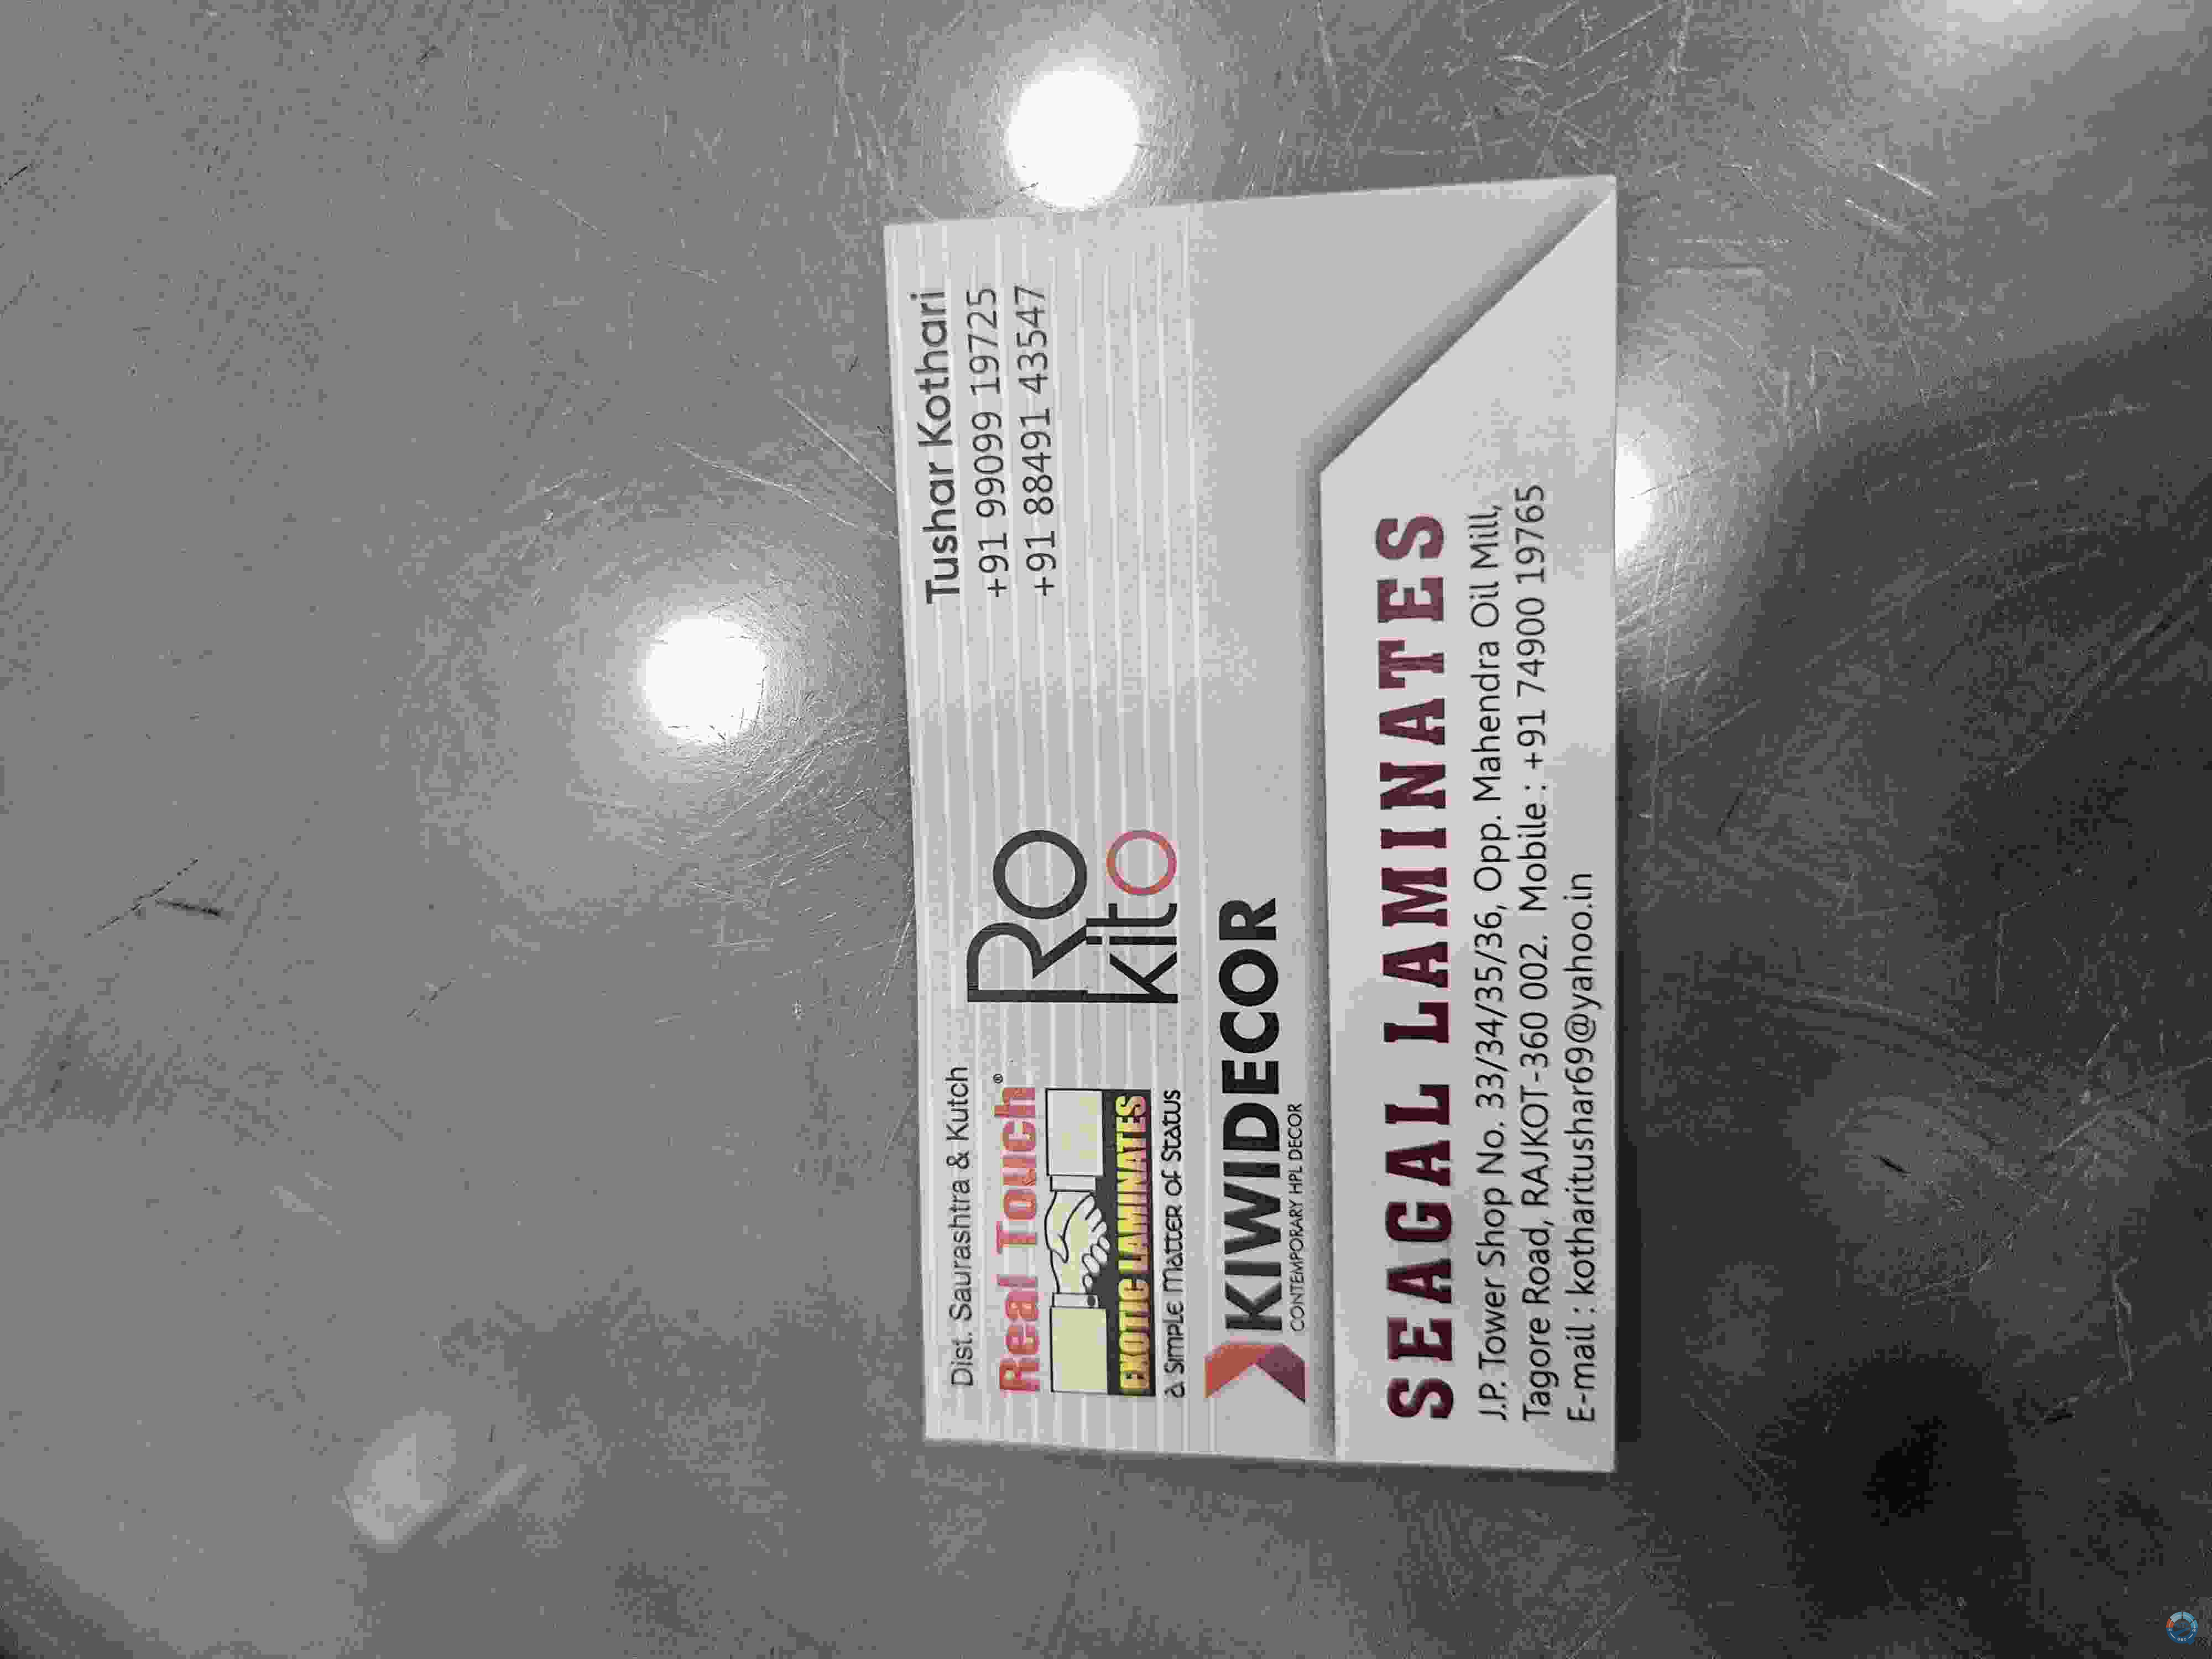 Tushar Kothari
+91 99099 19725
+91 88491 43547
Dist. Saurashtra & Kutch
Real Touch®
EXOTIC LAMINATES
a Simple Matter of Status
Ro
kito
KIWIDECOR
CONTEMPORARY HPL DECOR
SEAGAL LAMINATES
J.P. Tower Shop No. 33/34/35/36, Opp. Mahendra Oil Mill,
Tagore Road, RAJKOT-360 002. Mobile : +91 74900 19765
E-mail : kotharitushar69@yahoo.in